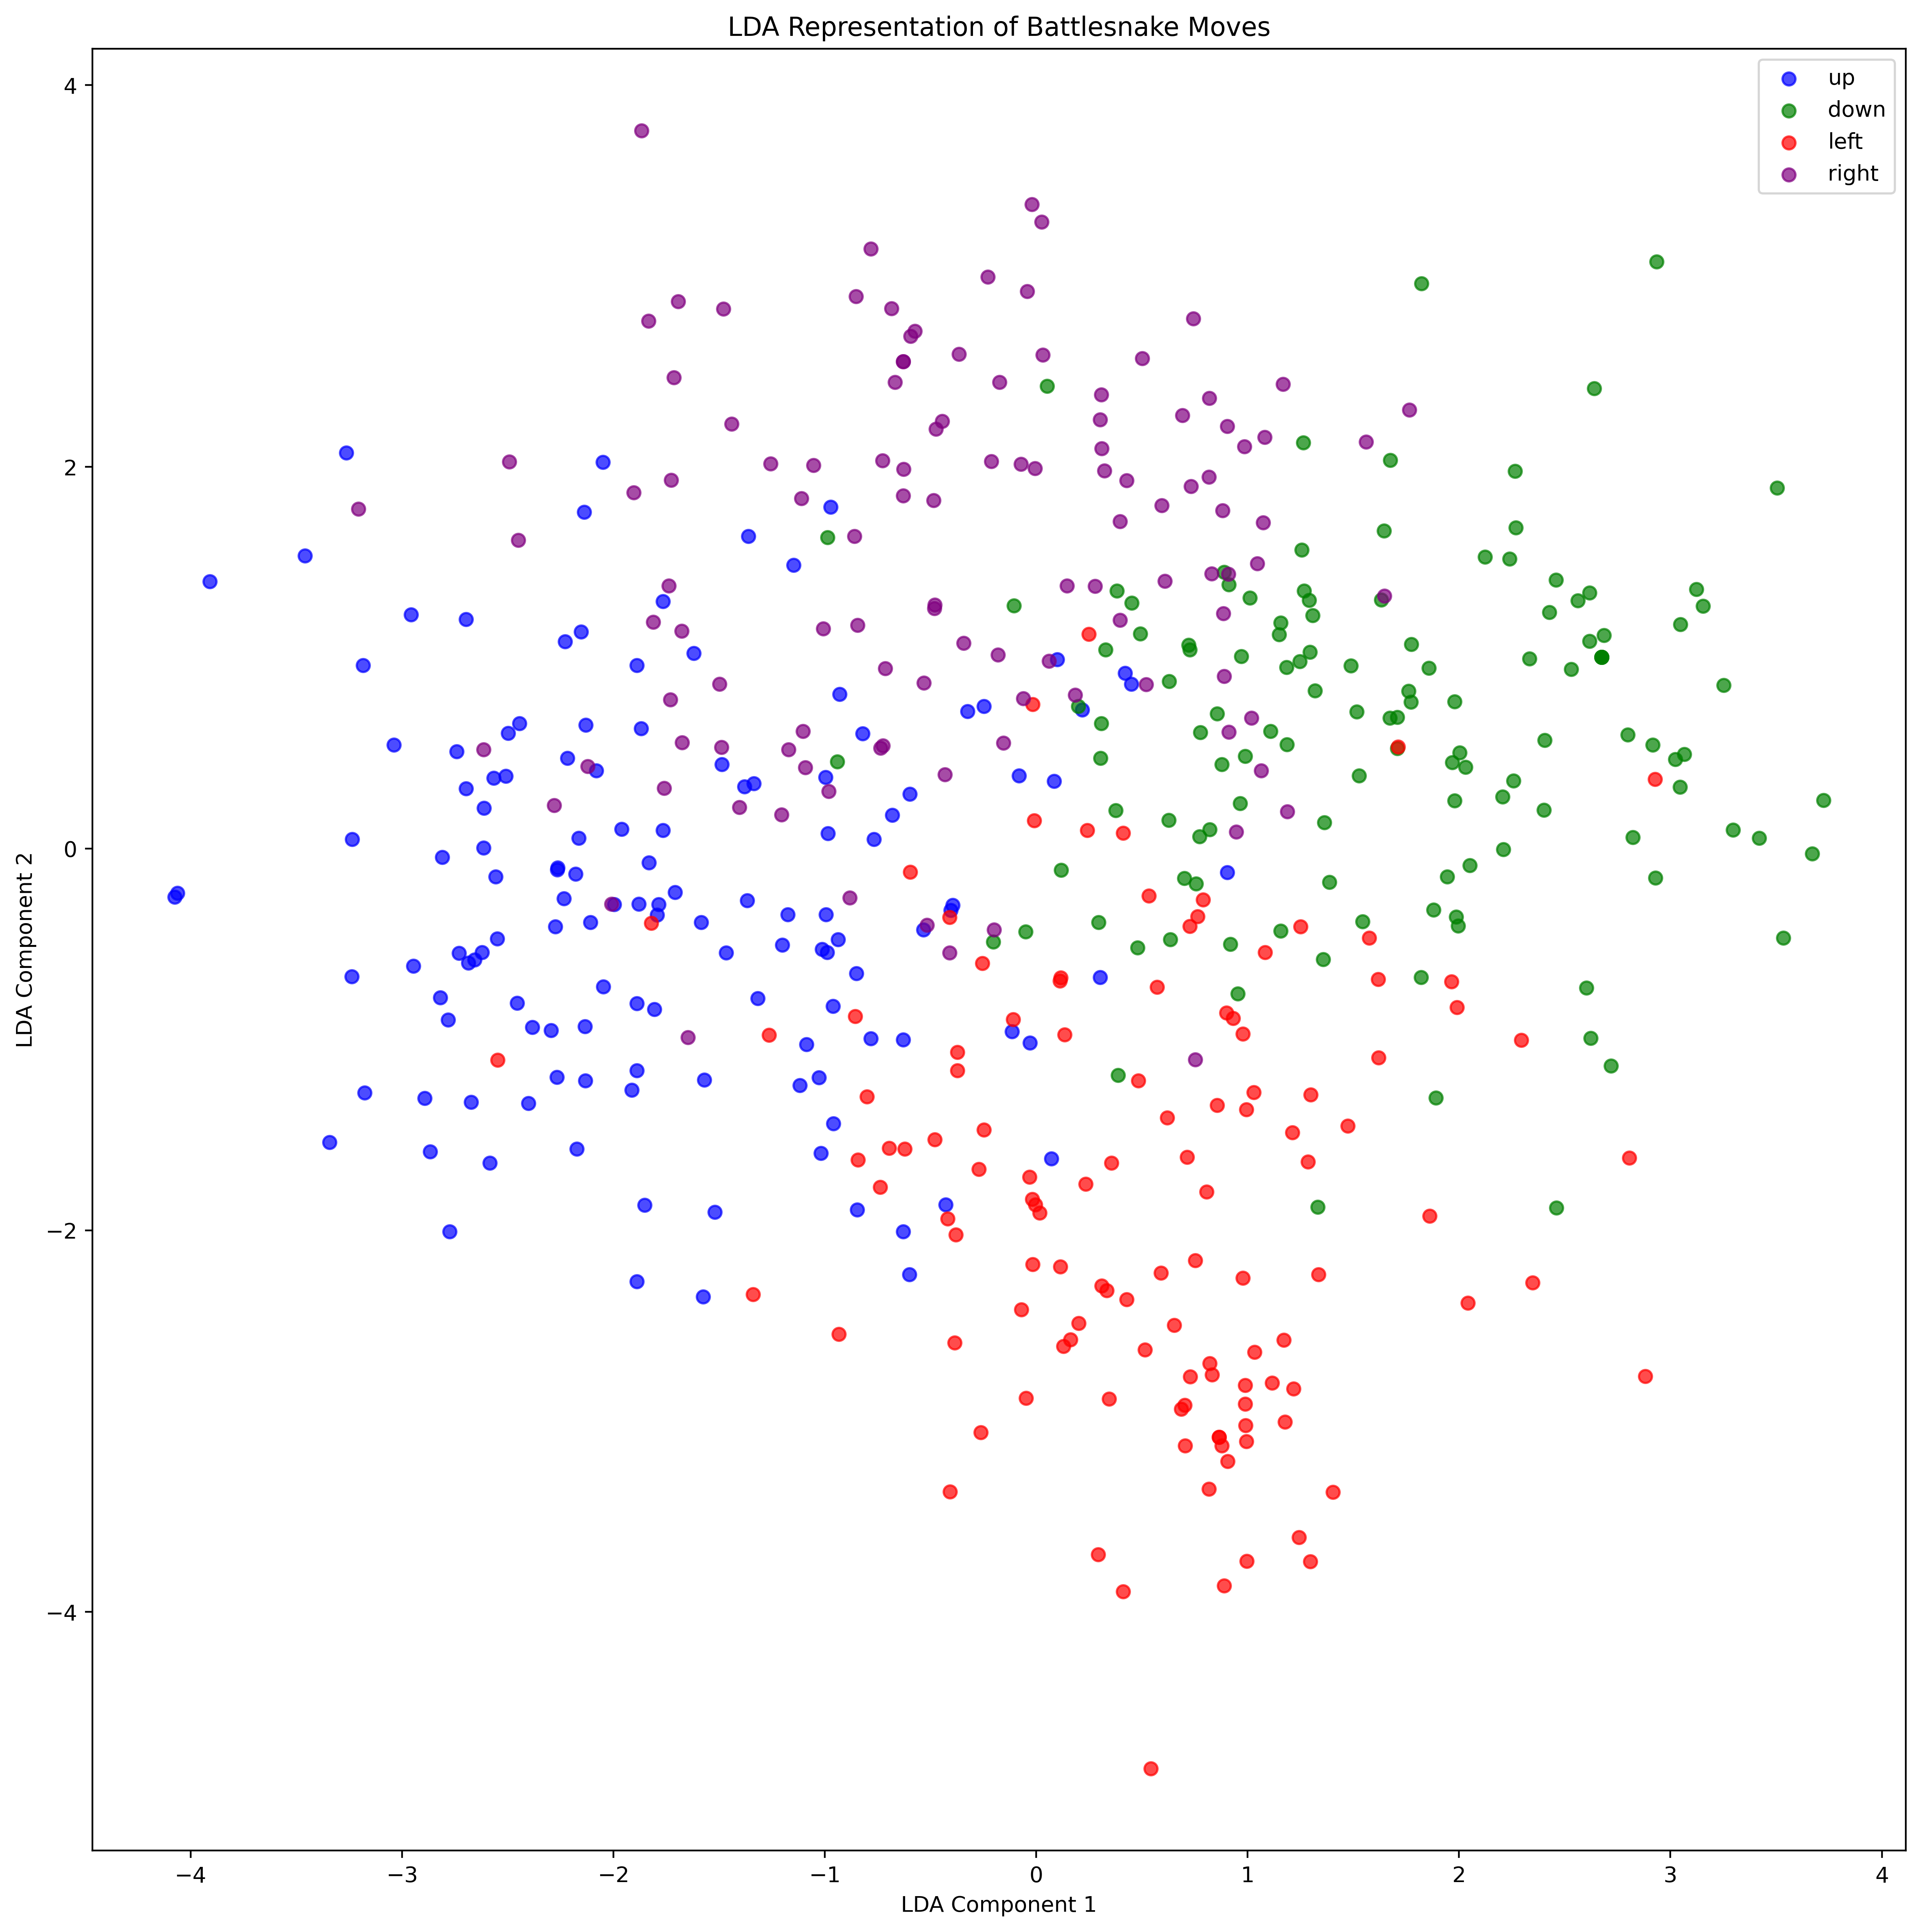 LDA Representation of Battlesnake Moves
up
down
left
right
4
2
0
−2
−4
LDA Component 2
−4
−3
−2
−1
0
1
2
3
4
LDA Component 1